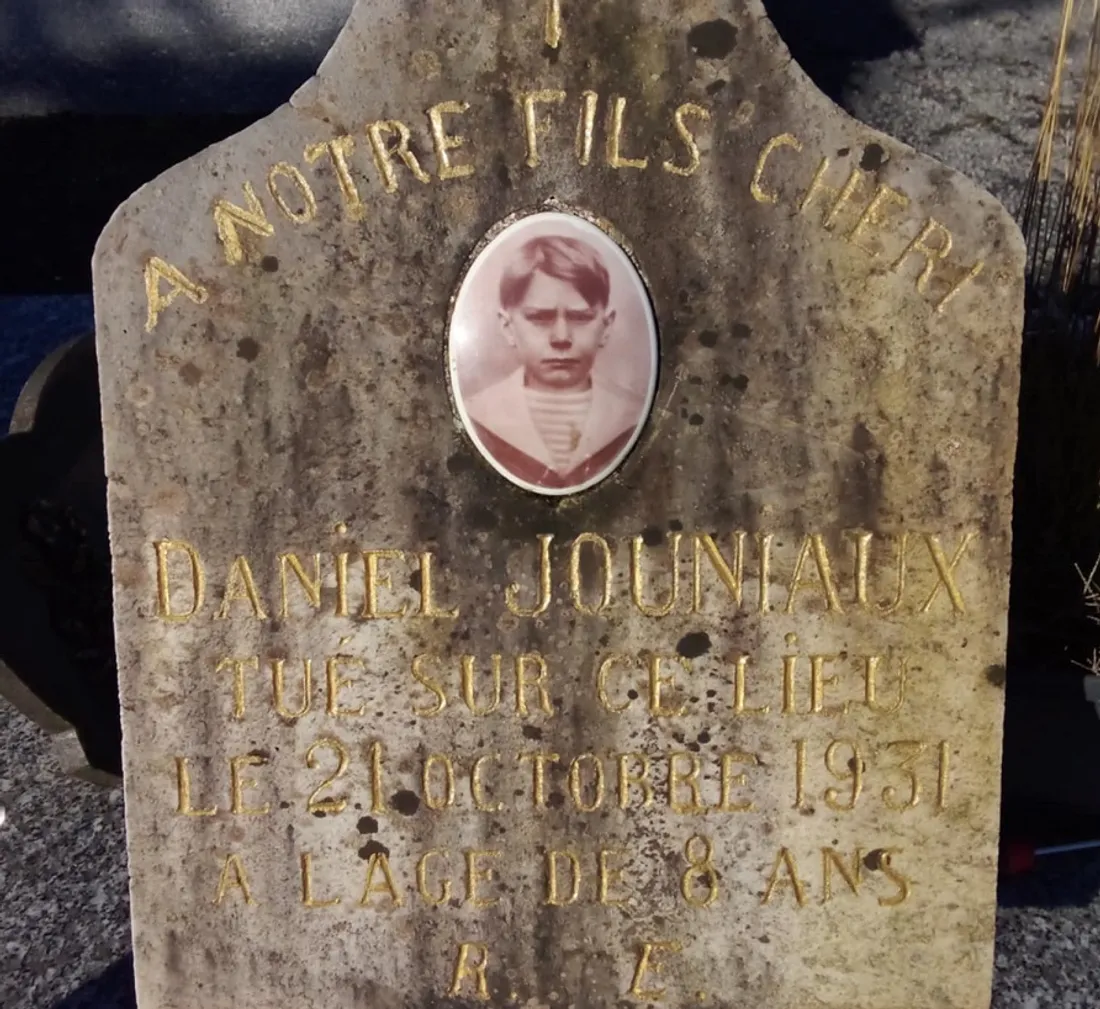 A NOTRE FILS CHERI
DANIEL JOUNIAUX
TUÉ SUR CE LIEU
LE 21 OCTOBRE 1931
A L AGE DE 8 ANS
R. E.